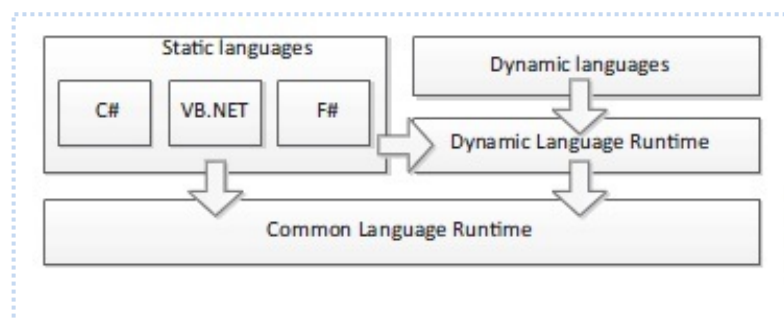 Static languages
C#
VB.NET
F#
Dynamic languages
Dynamic Language Runtime
Common Language Runtime